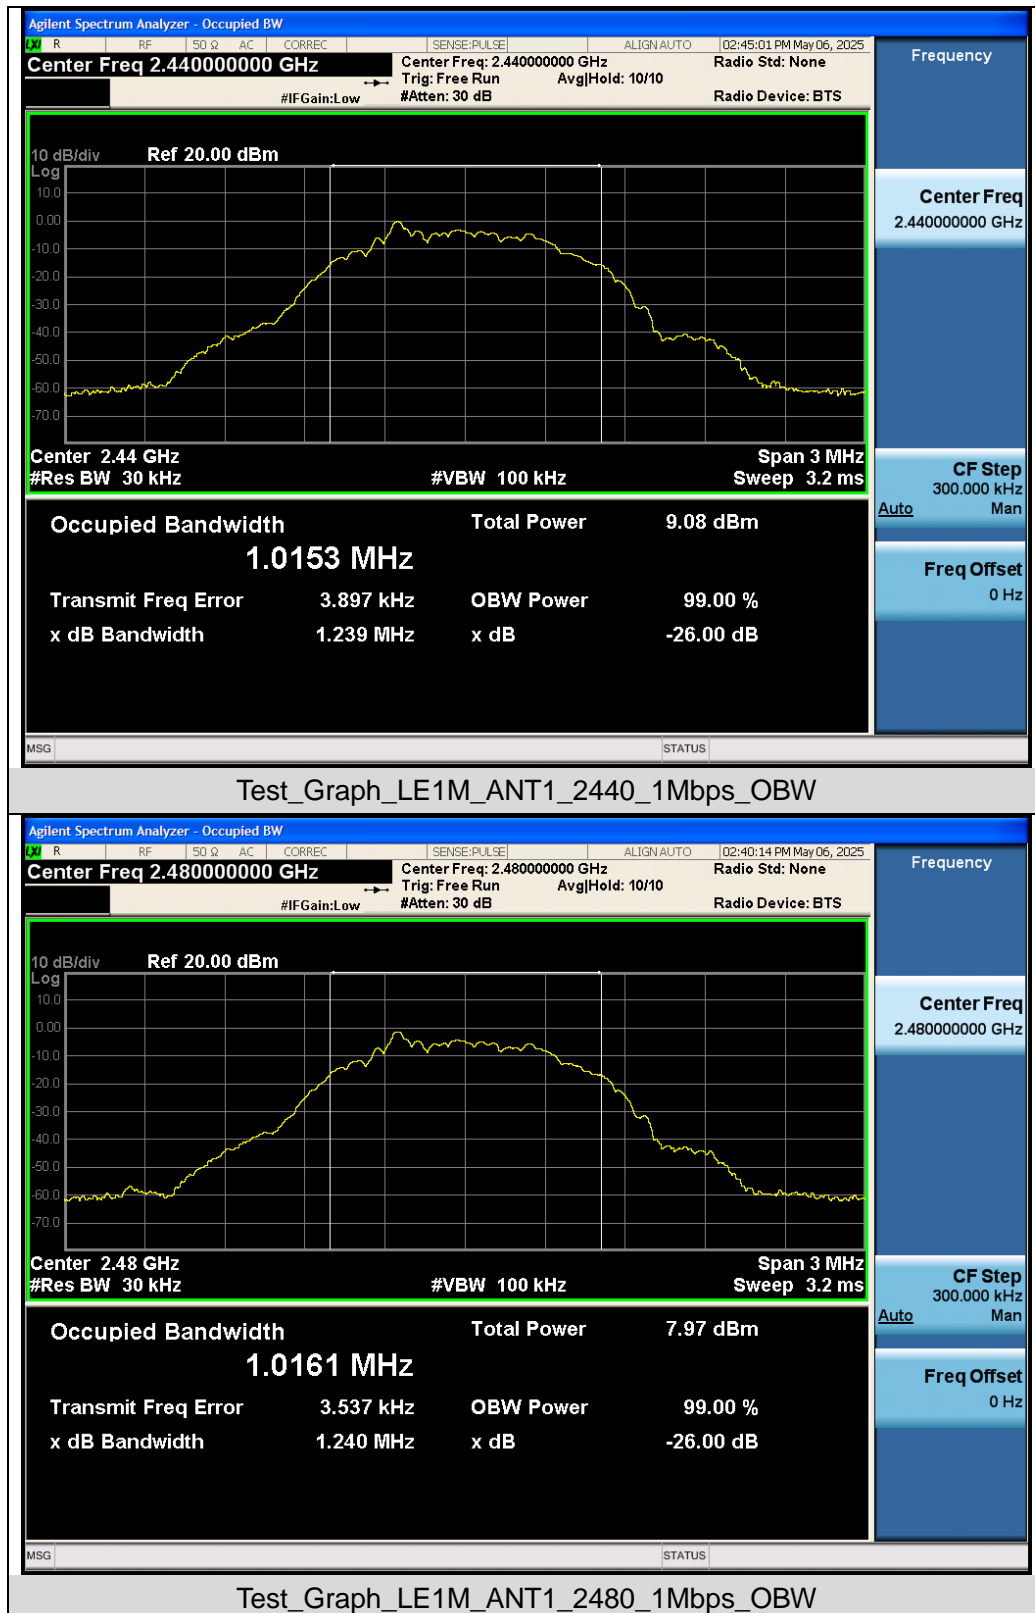 Agilent Spectrum Analyzer - Occupied BW
LXI R RF 50 Ω AC CORREC SENSE:PULSE ALIGN AUTO 02:45:01 PM May 06, 2025
Center Freq 2.440000000 GHz Center Freq: 2.440000000 GHz Radio Std: None
Trig: Free Run Avg|Hold: 10/10
#IFGain:Low #Atten: 30 dB Radio Device: BTS
Frequency
10 dB/div Ref 20.00 dBm
Log
10.0
0.00
-10.0
-20.0
-30.0
-40.0
-50.0
-60.0
-70.0
Center 2.44 GHz Span 3 MHz
#Res BW 30 kHz #VBW 100 kHz Sweep 3.2 ms
Center Freq
2.440000000 GHz
CF Step
300.000 kHz
Auto Man
Freq Offset
0 Hz
Occupied Bandwidth Total Power 9.08 dBm
1.0153 MHz
Transmit Freq Error 3.897 kHz OBW Power 99.00 %
x dB Bandwidth 1.239 MHz x dB -26.00 dB
MSG STATUS
Test_Graph_LE1M_ANT1_2440_1Mbps_OBW
Agilent Spectrum Analyzer - Occupied BW
LXI R RF 50 Ω AC CORREC SENSE:PULSE ALIGN AUTO 02:40:14 PM May 06, 2025
Center Freq 2.480000000 GHz Center Freq: 2.480000000 GHz Radio Std: None
Trig: Free Run Avg|Hold: 10/10
#IFGain:Low #Atten: 30 dB Radio Device: BTS
Frequency
10 dB/div Ref 20.00 dBm
Log
10.0
0.00
-10.0
-20.0
-30.0
-40.0
-50.0
-60.0
-70.0
Center 2.48 GHz Span 3 MHz
#Res BW 30 kHz #VBW 100 kHz Sweep 3.2 ms
Center Freq
2.480000000 GHz
CF Step
300.000 kHz
Auto Man
Freq Offset
0 Hz
Occupied Bandwidth Total Power 7.97 dBm
1.0161 MHz
Transmit Freq Error 3.537 kHz OBW Power 99.00 %
x dB Bandwidth 1.240 MHz x dB -26.00 dB
MSG STATUS
Test_Graph_LE1M_ANT1_2480_1Mbps_OBW